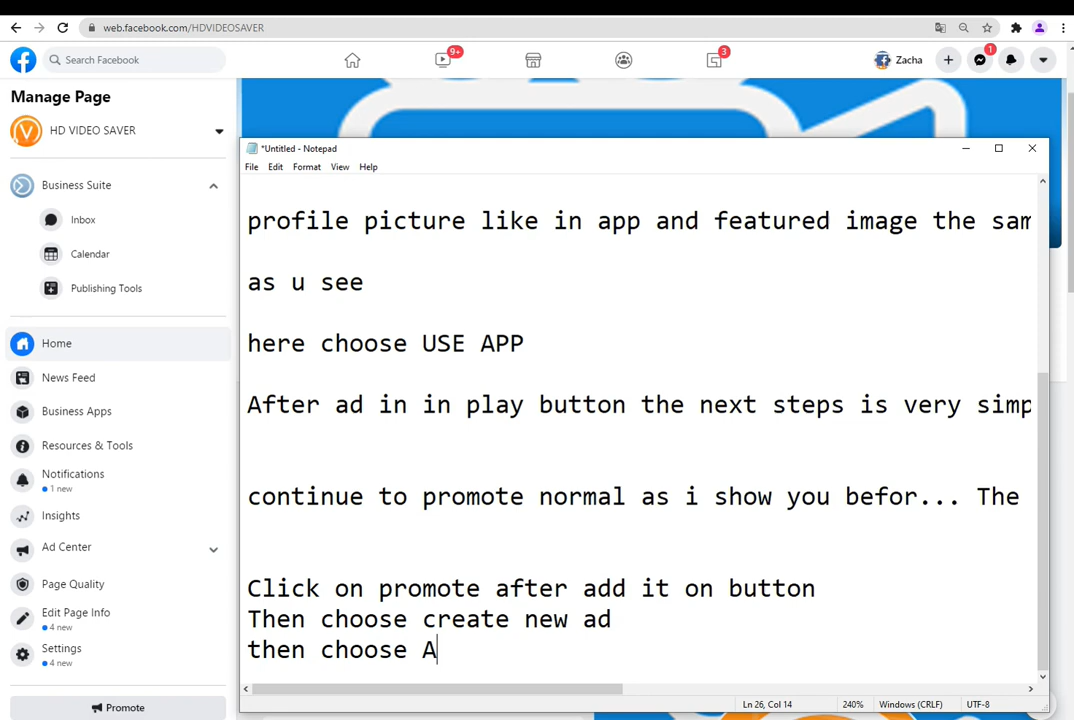 web.facebook.com/HDVIDEOSAVER
Search Facebook
9+
3
Zacha
1
Manage Page
HD VIDEO SAVER
Business Suite
Inbox
Calendar
Publishing Tools
Home
News Feed
Business Apps
Resources & Tools
Notifications
1 new
Insights
Ad Center
Page Quality
Edit Page Info
4 new
Settings
4 new
Promote
*Untitled - Notepad
File Edit Format View Help
profile picture like in app and featured image the sam
as u see
here choose USE APP
After ad in in play button the next steps is very simp
continue to promote normal as i show you befor... The
Click on promote after add it on button
Then choose create new ad
then choose A
Ln 26, Col 14 240% Windows (CRLF) UTF-8